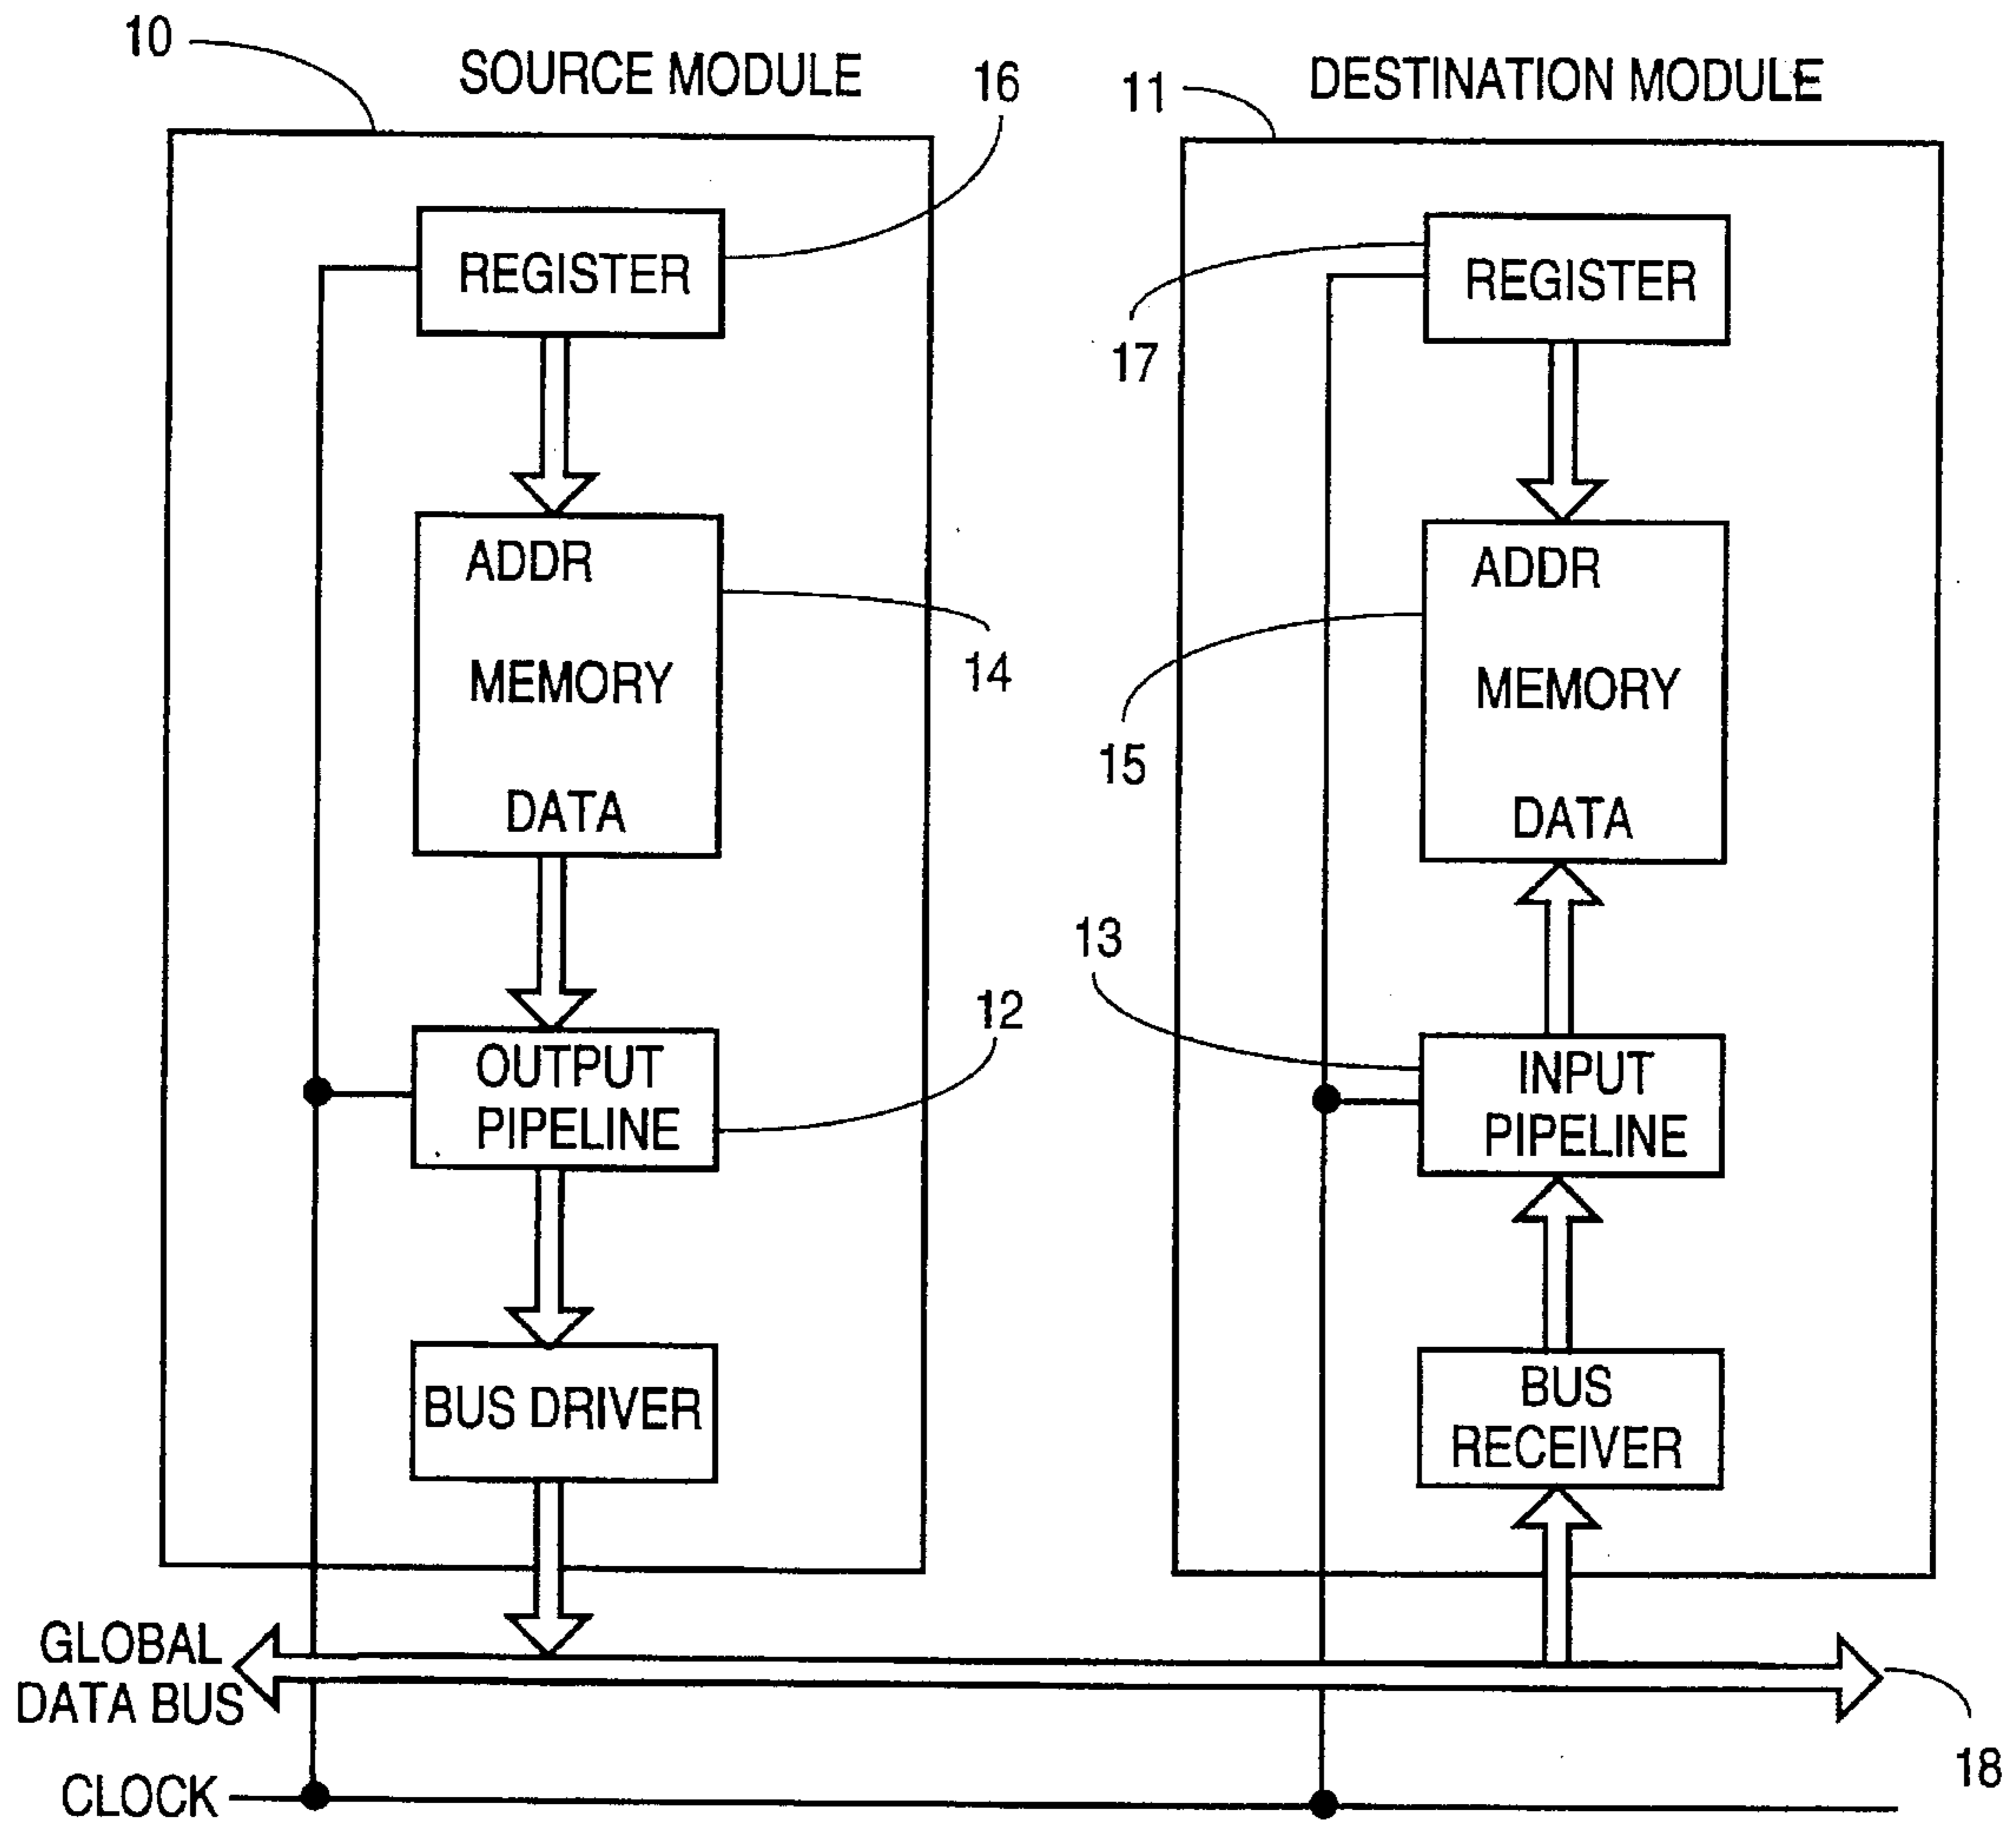 10
SOURCE MODULE
16
REGISTER
ADDR
MEMORY
DATA
14
OUTPUT
PIPELINE
12
BUS DRIVER
11
DESTINATION MODULE
REGISTER
17
ADDR
MEMORY
DATA
15
13
INPUT
PIPELINE
BUS
RECEIVER
GLOBAL
DATA BUS
18
CLOCK